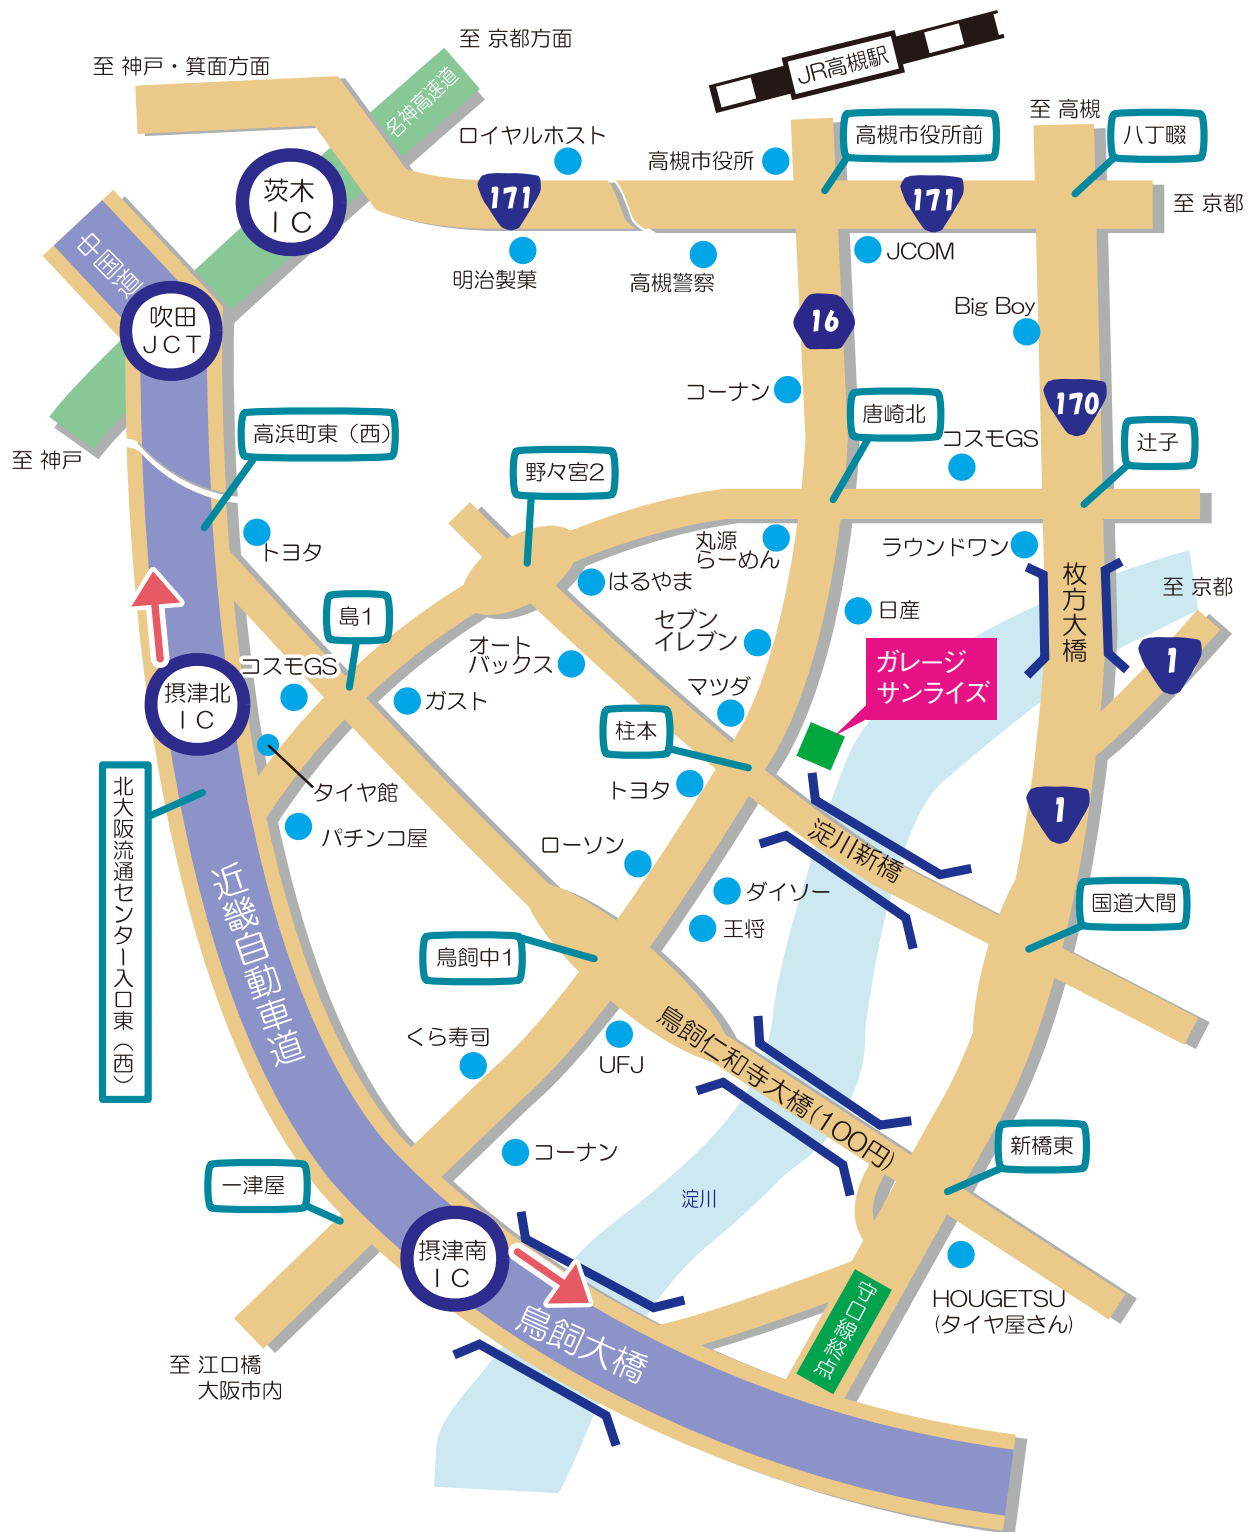 至 京都方面
至 神戸・箕面方面
JR高槻駅
名神高速道
至 高槻
ロイヤルホスト
高槻市役所
高槻市役所前
八丁畷
茨木
IC
171
171
至 京都
中国道
明治製菓
高槻警察
JCOM
吹田
JCT
16
Big Boy
コーナン
170
唐崎北
高浜町東（西）
コスモGS
辻子
至 神戸
野々宮2
トヨタ
丸源
らーめん
ラウンドワン
はるやま
枚方大橋
至 京都
島1
セブン
イレブン
日産
オート
バックス
ガレージ
サンライズ
1
コスモGS
摂津北
IC
ガスト
マツダ
柱本
タイヤ館
トヨタ
北大阪流通センター入口東（西）
パチンコ屋
ローソン
淀川新橋
1
ダイソー
王将
国道大間
近畿自動車道
鳥飼中1
くら寿司
UFJ
鳥飼仁和寺大橋(100円)
コーナン
新橋東
一津屋
淀川
摂津南
IC
HOUGETSU
(タイヤ屋さん)
守口線終点
鳥飼大橋
至 江口橋
大阪市内